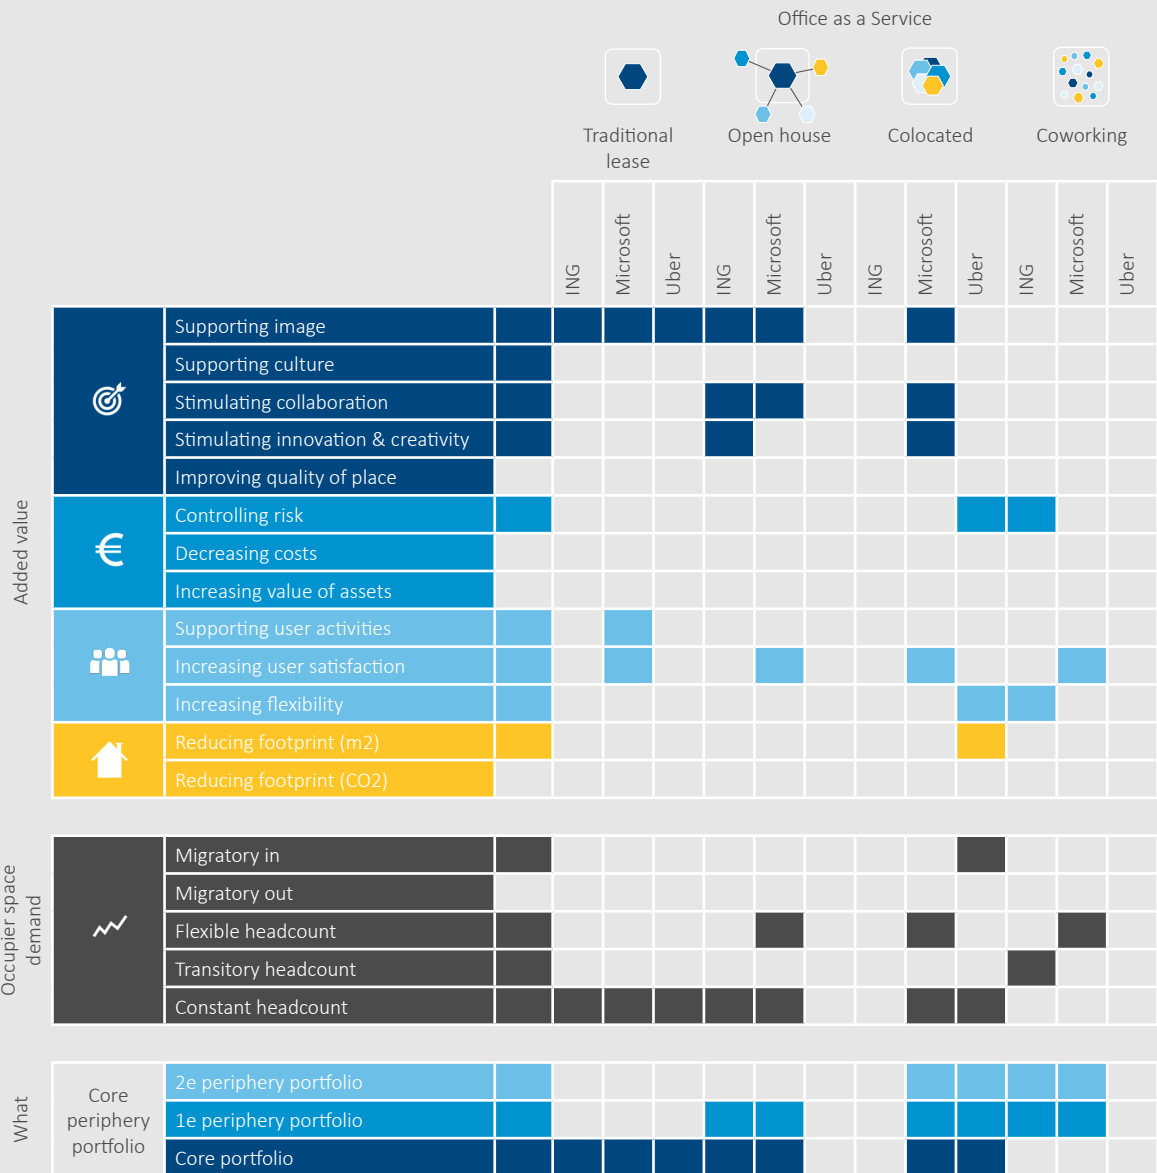 Office as a Service
Traditional
lease
Open house
Colocated
Coworking
ING
Microsoft
Uber
ING
Microsoft
Uber
ING
Microsoft
Uber
ING
Microsoft
Uber
Added value
Supporting image
Supporting culture
Stimulating collaboration
Stimulating innovation & creativity
Improving quality of place
€
Controlling risk
Decreasing costs
Increasing value of assets
Supporting user activities
Increasing user satisfaction
Increasing flexibility
Reducing footprint (m2)
Reducing footprint (CO2)
Occupier space
demand
Migratory in
Migratory out
Flexible headcount
Transitory headcount
Constant headcount
What
Core
periphery
portfolio
2e periphery portfolio
1e periphery portfolio
Core portfolio